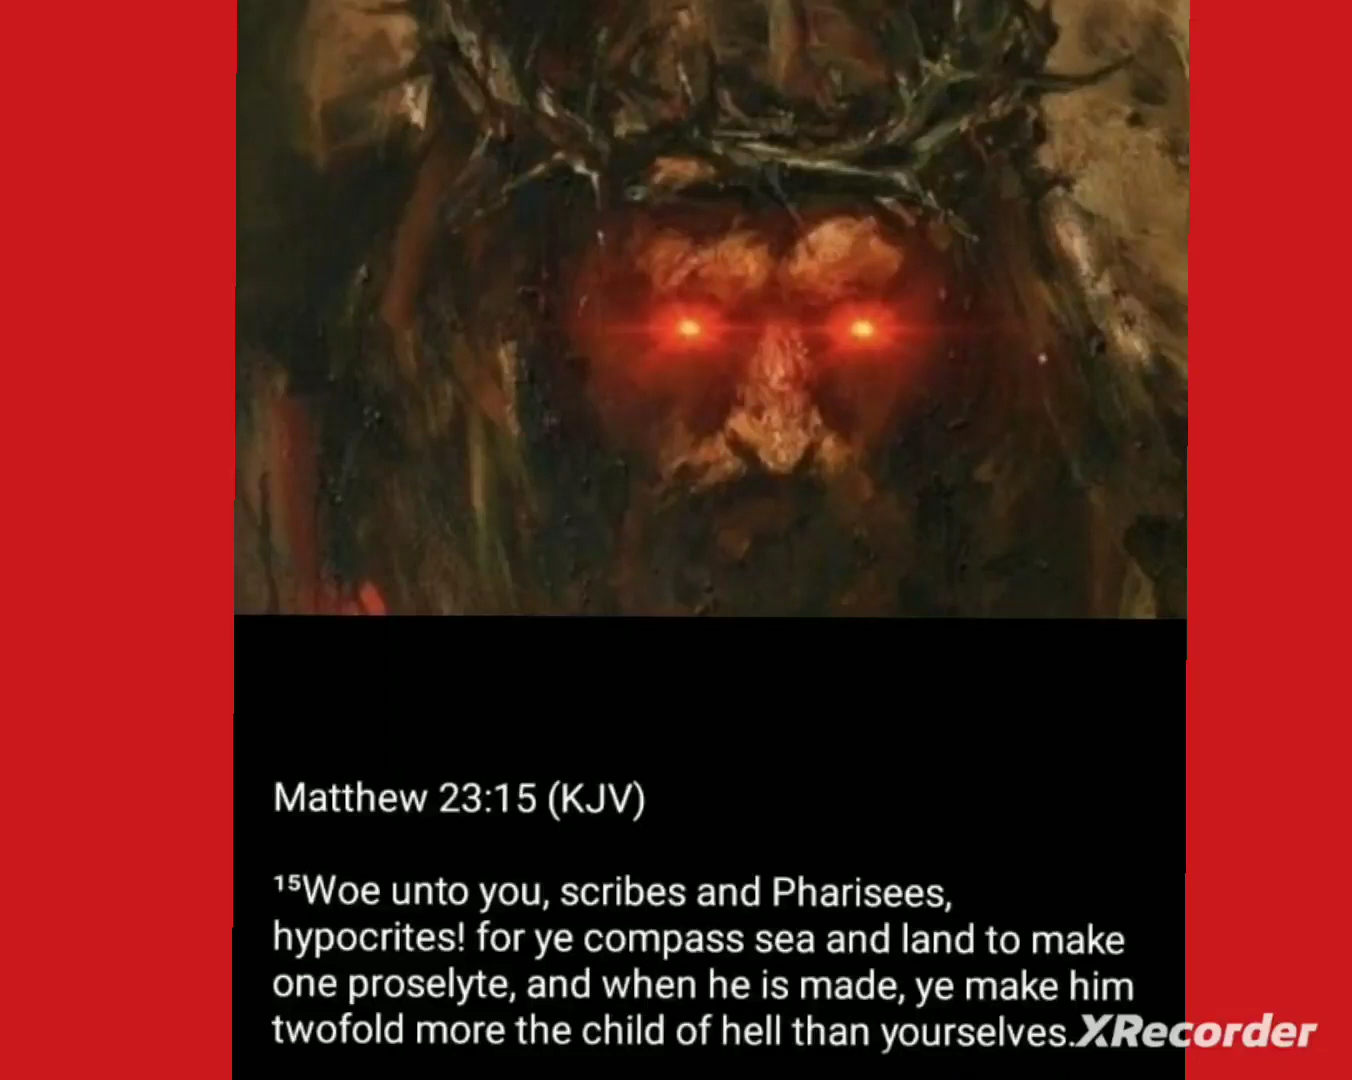 Matthew 23:15 (KJV)
¹⁵Woe unto you, scribes and Pharisees,
hypocrites! for ye compass sea and land to make
one proselyte, and when he is made, ye make him
twofold more the child of hell than yourselves.
XRecorder